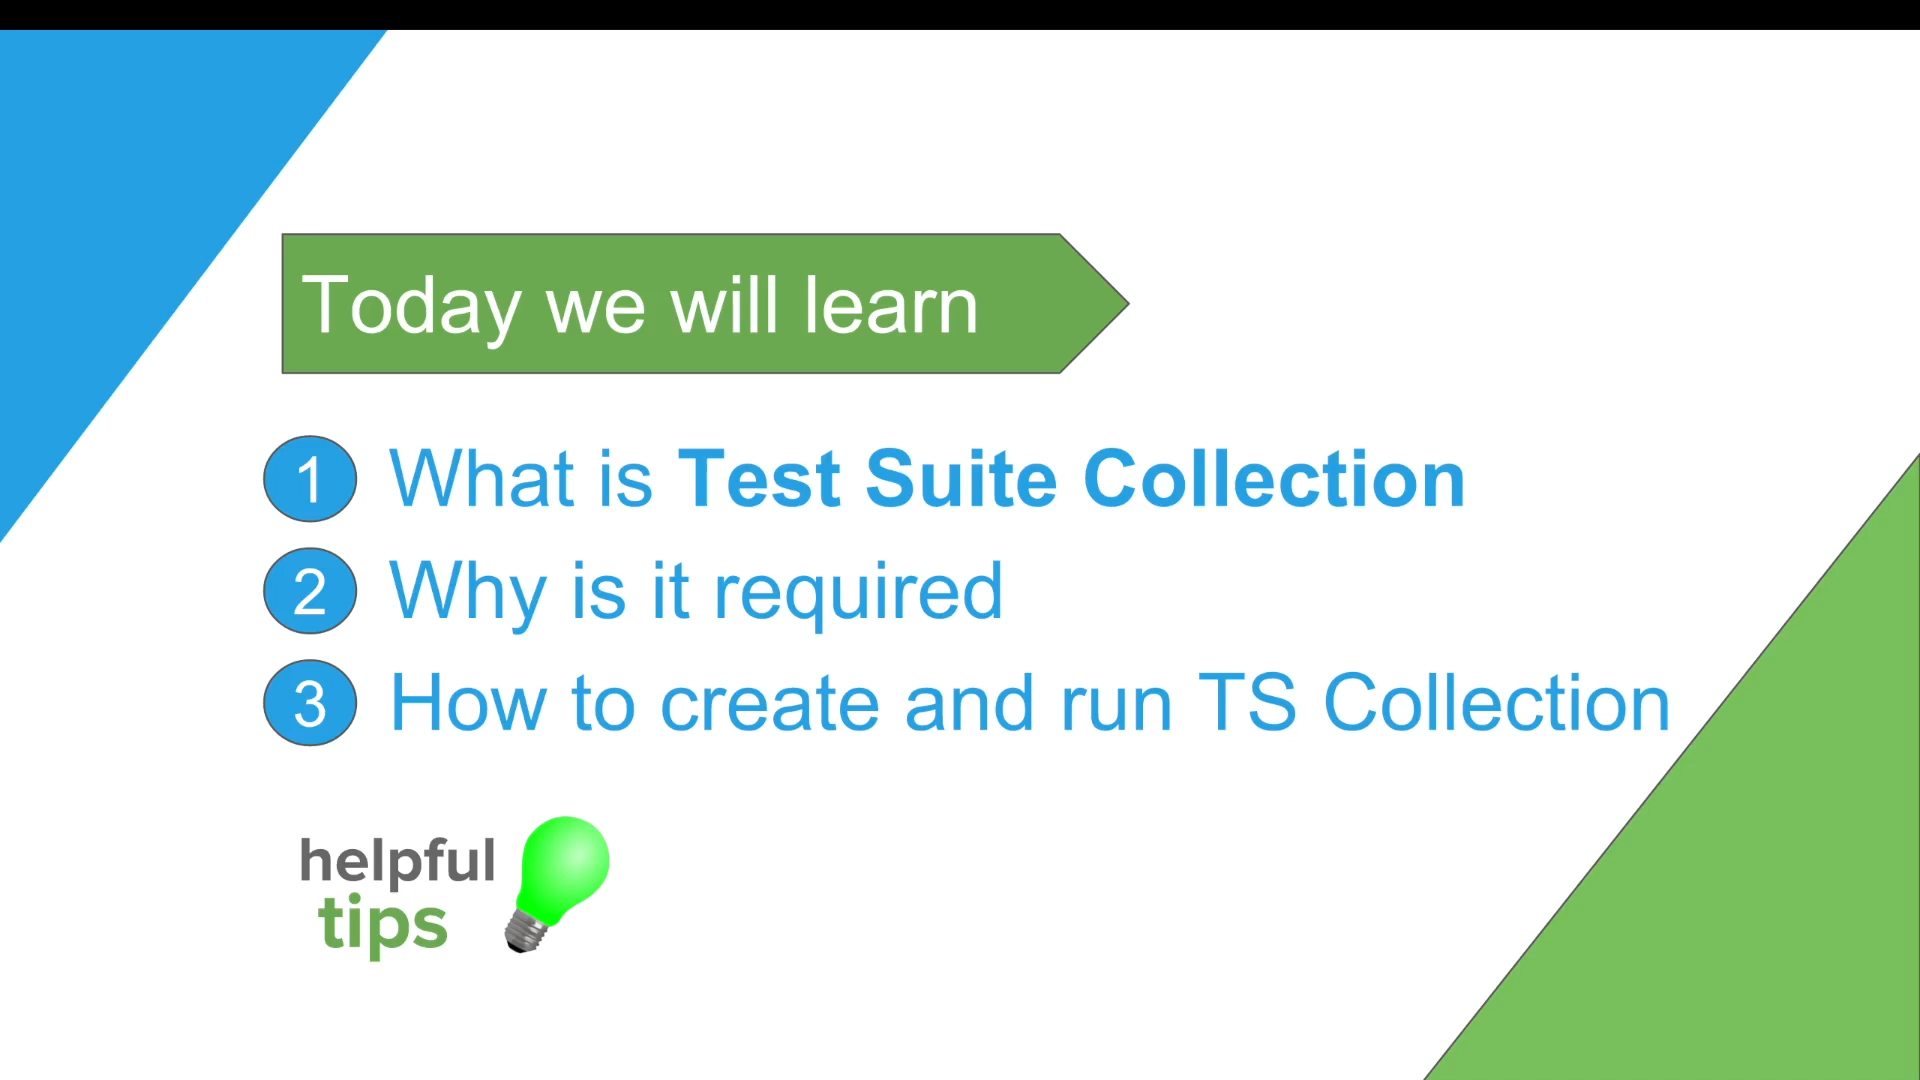 Today we will learn
1 What is Test Suite Collection
2 Why is it required
3 How to create and run TS Collection
helpful
tips